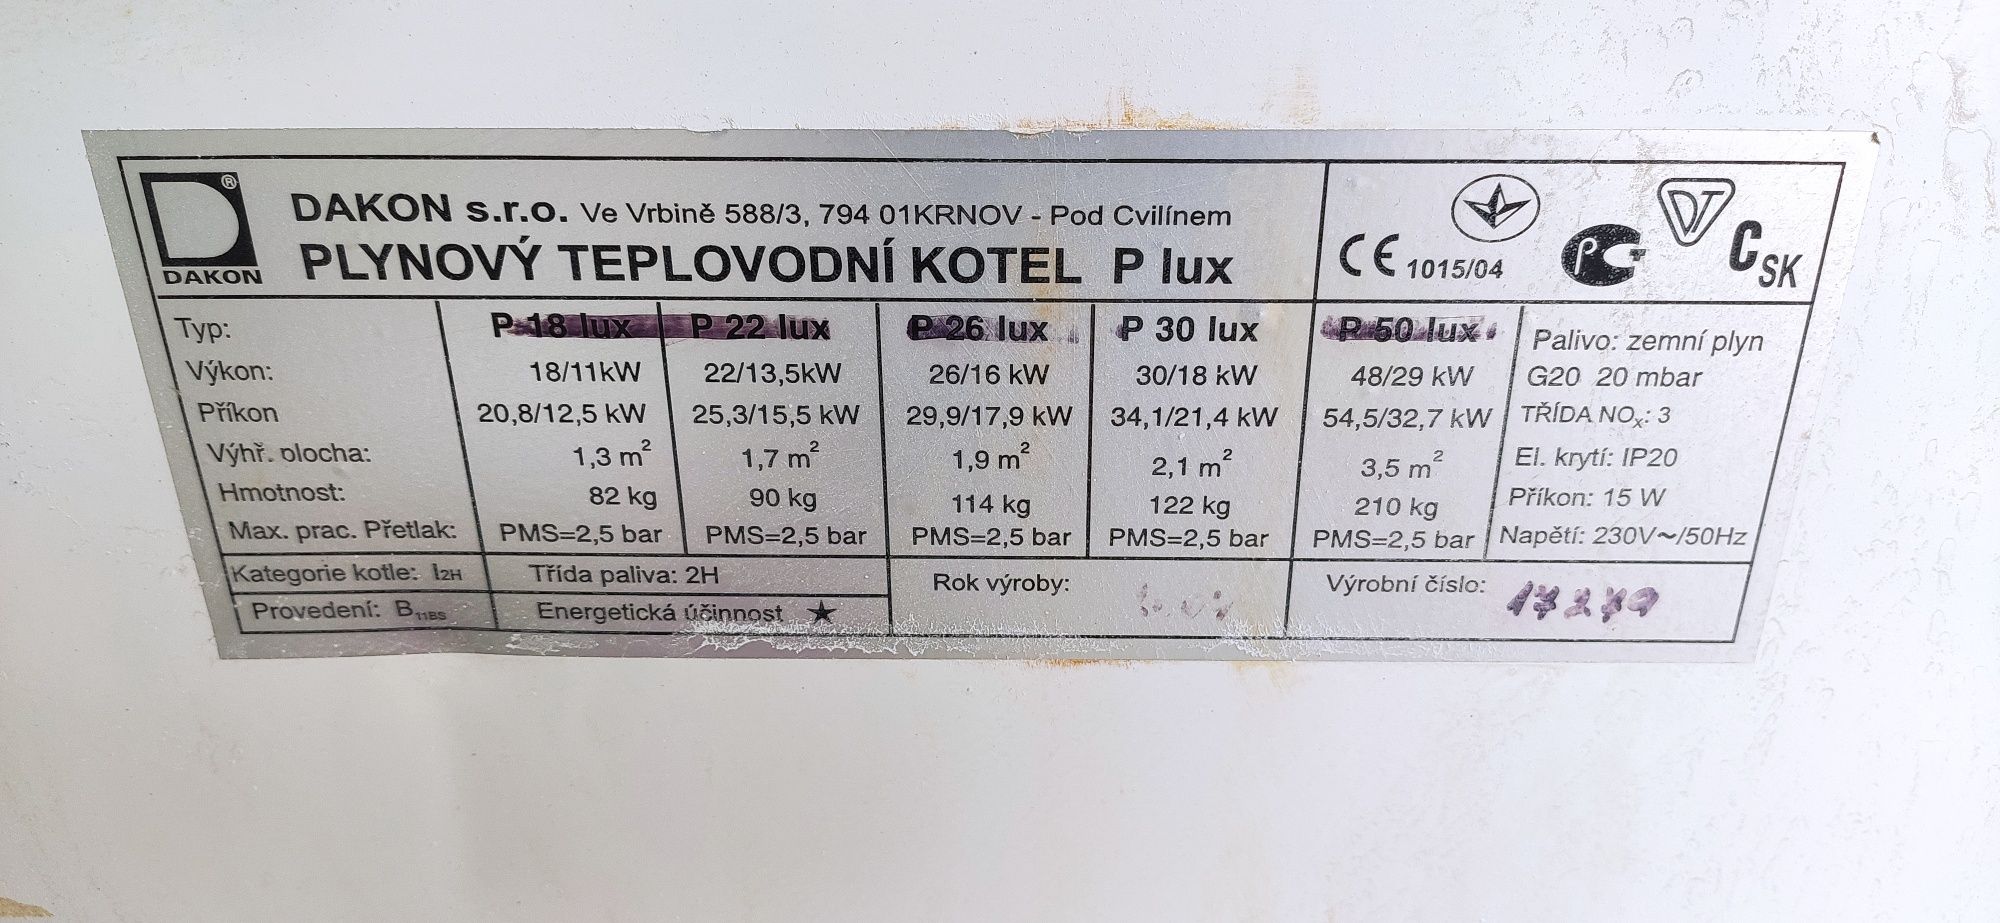 DAKON ®
DAKON s.r.o. Ve Vrbině 588/3, 794 01KRNOV - Pod Cvilínem
PLYNOVÝ TEPLOVODNÍ KOTEL P lux
CE 1015/04 DT C SK
Typ: P 18 lux P 22 lux P 26 lux P 30 lux P 50 lux Palivo: zemní plyn
Výkon: 18/11kW 22/13,5kW 26/16 kW 30/18 kW 48/29 kW G20 20 mbar
Příkon 20,8/12,5 kW 25,3/15,5 kW 29,9/17,9 kW 34,1/21,4 kW 54,5/32,7 kW TŘÍDA NOx: 3
Výhř. plocha: 1,3 m² 1,7 m² 1,9 m² 2,1 m² 3,5 m² El. krytí: IP20
Hmotnost: 82 kg 90 kg 114 kg 122 kg 210 kg Příkon: 15 W
Max. prac. Přetlak: PMS=2,5 bar PMS=2,5 bar PMS=2,5 bar PMS=2,5 bar PMS=2,5 bar Napětí: 230V~/50Hz
Kategorie kotle: I2H Třída paliva: 2H Rok výroby: Výrobní číslo: 17279
Provedení: B11BS Energetická účinnost ★